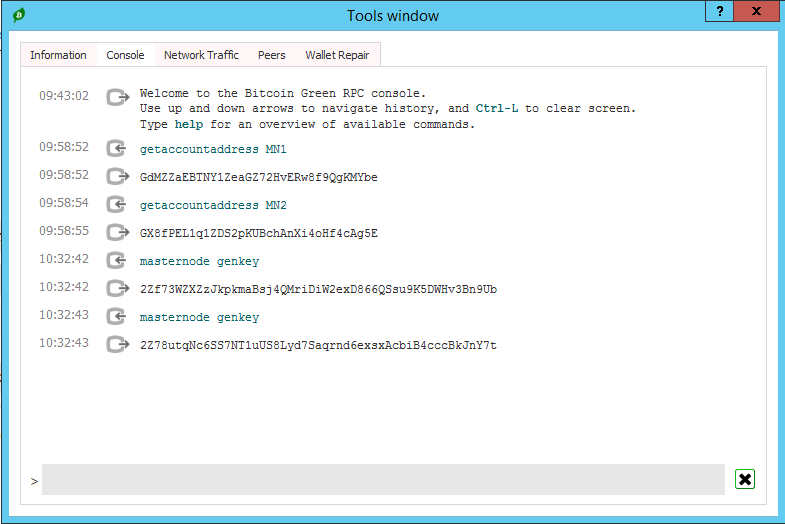 Tools window
?
x
Information Console Network Traffic Peers Wallet Repair
09:43:02 Welcome to the Bitcoin Green RPC console.
Use up and down arrows to navigate history, and Ctrl-L to clear screen.
Type help for an overview of available commands.
09:58:52 getaccountaddress MN1
09:58:52 GdMZZaEBTNY1ZeaGZ72HvERw8f9QgKMYbe
09:58:54 getaccountaddress MN2
09:58:55 GX8fPEL1q1ZDS2pKUBchAnXi4oHf4cAg5E
10:32:42 masternode genkey
10:32:42 2Zf73WZXZzJkpkmaBsj4QMriDiW2exD866QSsu9K5DWHv3Bn9Ub
10:32:43 masternode genkey
10:32:43 2Z78utqNc6SS7NT1uUS8Lyd7Saqrnd6exsxAcbiB4cccBkJnY7t
>